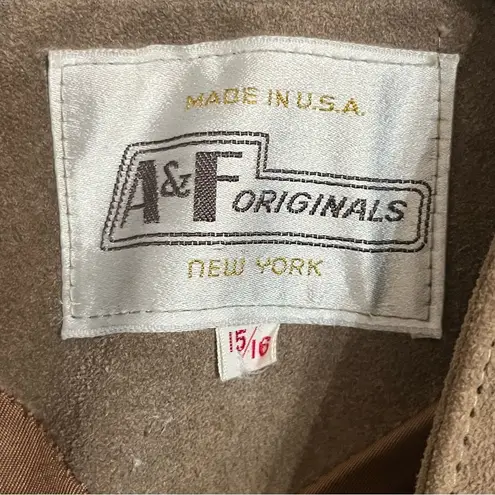 MADE IN U.S.A.
A&F ORIGINALS
NEW YORK
15/16